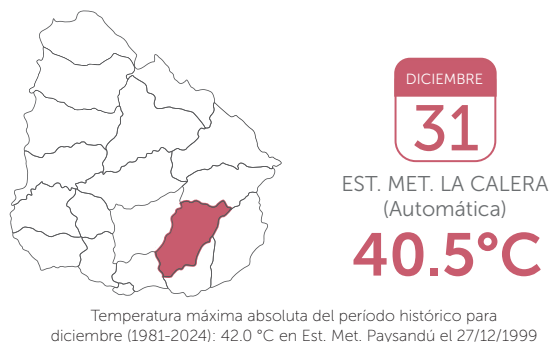 DICIEMBRE
31
EST. MET. LA CALERA
(Automática)
40.5°C
Temperatura máxima absoluta del período histórico para
diciembre (1981-2024): 42.0 °C en Est. Met. Paysandú el 27/12/1999